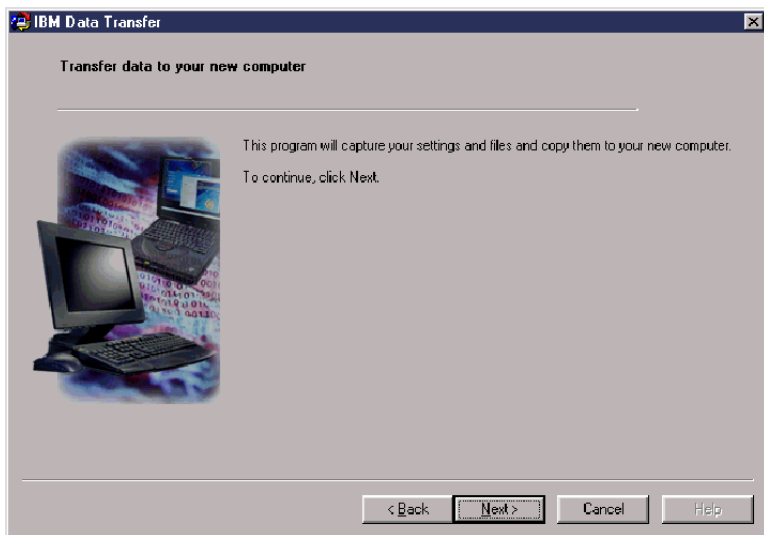 IBM Data Transfer
Transfer data to your new computer
This program will capture your settings and files and copy them to your new computer.
To continue, click Next.
< Back Next > Cancel Help